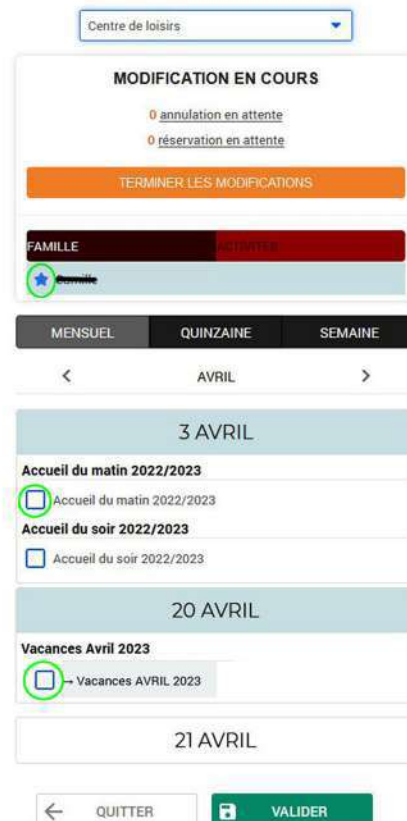 Centre de loisirs
MODIFICATION EN COURS
0 annulation en attente
0 réservation en attente
TERMINER LES MODIFICATIONS
FAMILLE ACTIVITES
MENSUEL QUINZAINE SEMAINE
< AVRIL >
3 AVRIL
Accueil du matin 2022/2023
Accueil du matin 2022/2023
Accueil du soir 2022/2023
Accueil du soir 2022/2023
20 AVRIL
Vacances Avril 2023
→ Vacances AVRIL 2023
21 AVRIL
← QUITTER VALIDER